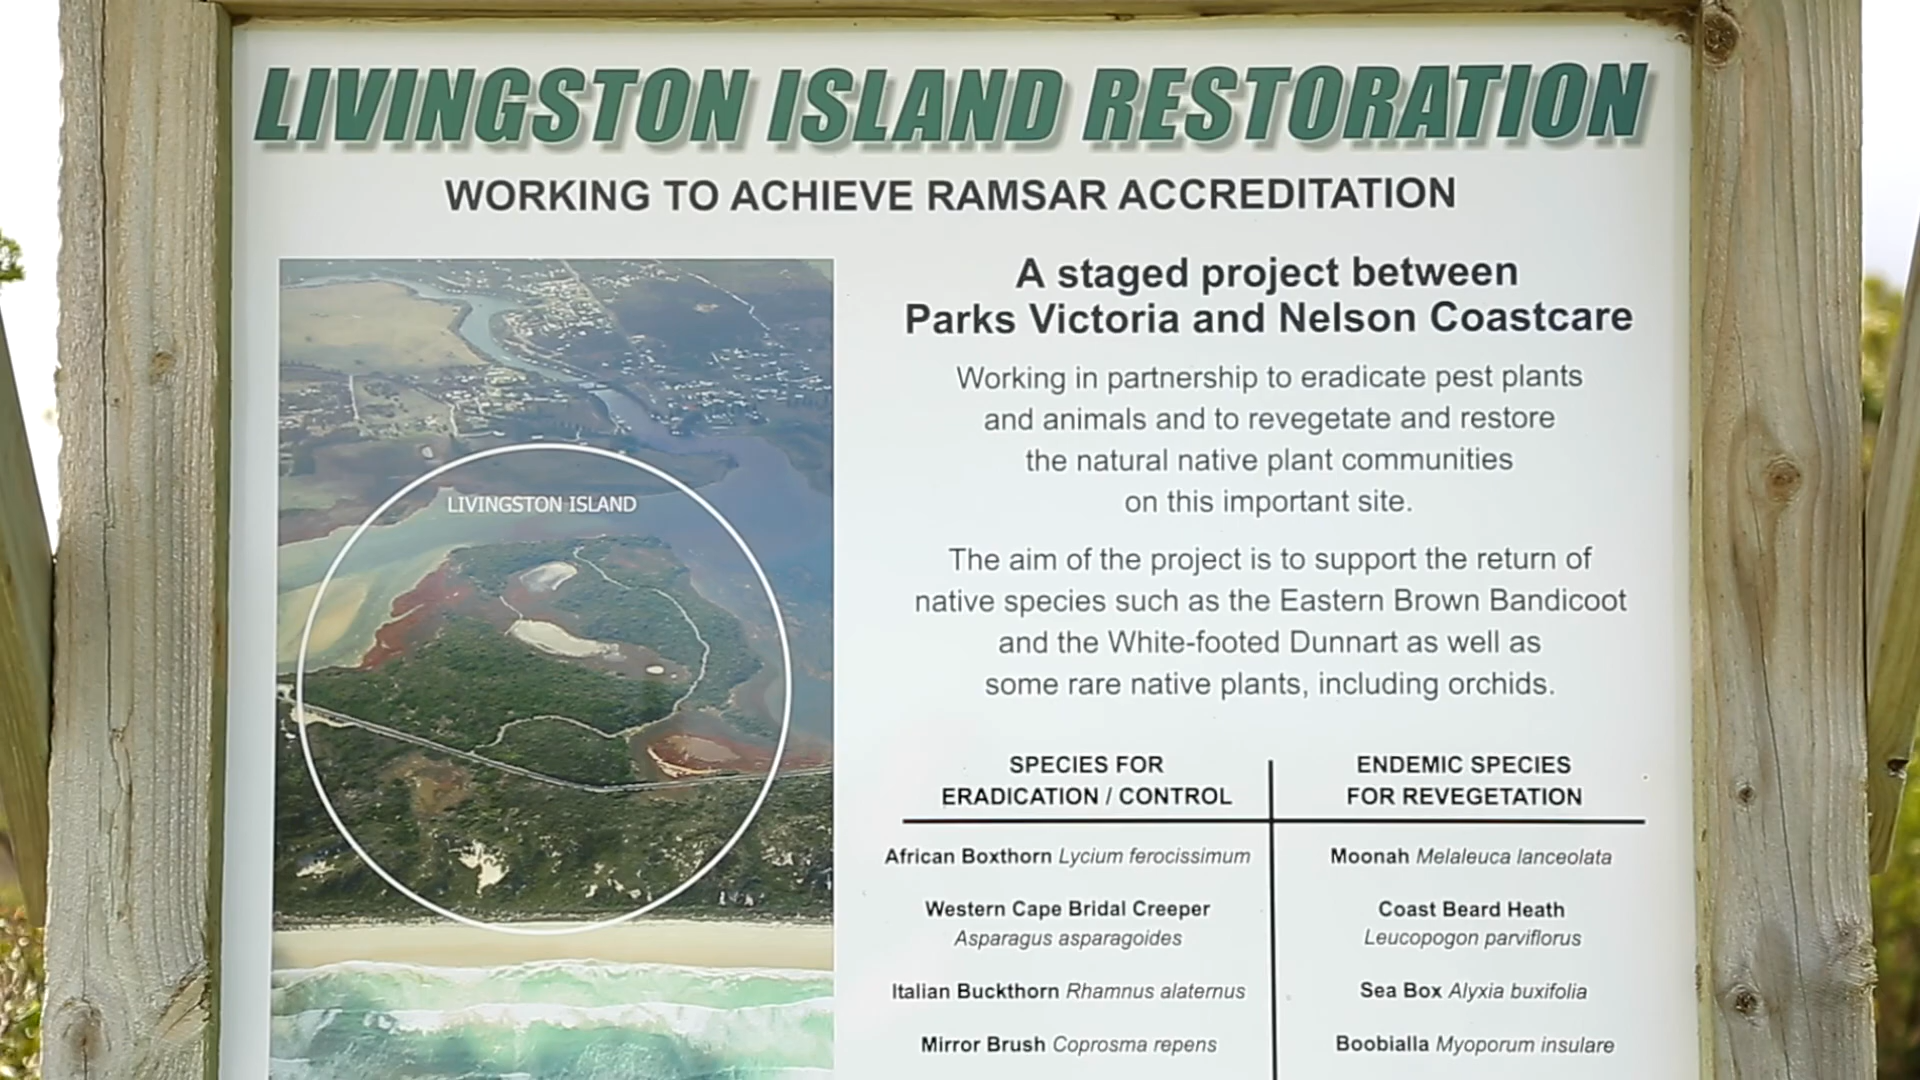 LIVINGSTON ISLAND RESTORATION
WORKING TO ACHIEVE RAMSAR ACCREDITATION
LIVINGSTON ISLAND
A staged project between
Parks Victoria and Nelson Coastcare
Working in partnership to eradicate pest plants
and animals and to revegetate and restore
the natural native plant communities
on this important site.
The aim of the project is to support the return of
native species such as the Eastern Brown Bandicoot
and the White-footed Dunnart as well as
some rare native plants, including orchids.
SPECIES FOR
ERADICATION / CONTROL
African Boxthorn Lycium ferocissimum
Western Cape Bridal Creeper
Asparagus asparagoides
Italian Buckthorn Rhamnus alaternus
Mirror Brush Coprosma repens
ENDEMIC SPECIES
FOR REVEGETATION
Moonah Melaleuca lanceolata
Coast Beard Heath
Leucopogon parviflorus
Sea Box Alyxia buxifolia
Boobialla Myoporum insulare